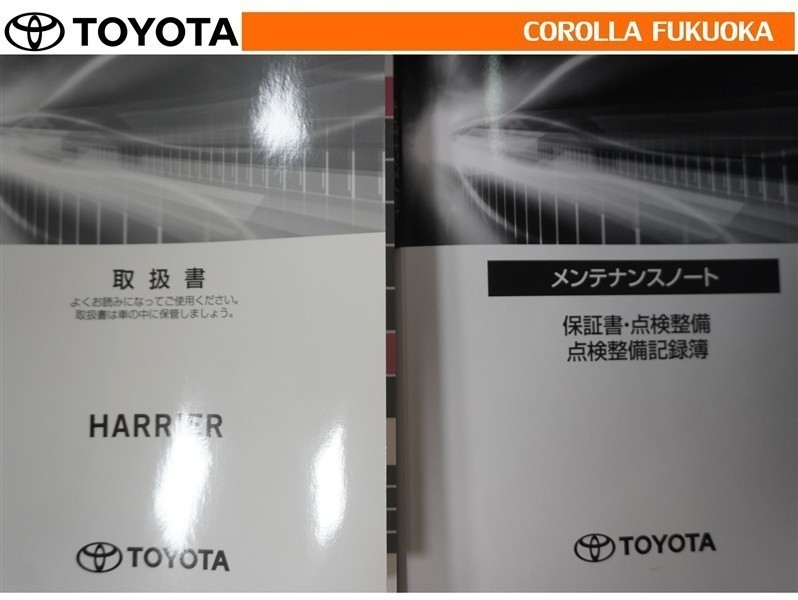 TOYOTA
COROLLA FUKUOKA
取扱書
よくお読みになってご使用ください。
取扱書は車の中に保管しましょう。
HARRIER
TOYOTA
メンテナンスノート
保証書・点検整備
点検整備記録簿
TOYOTA